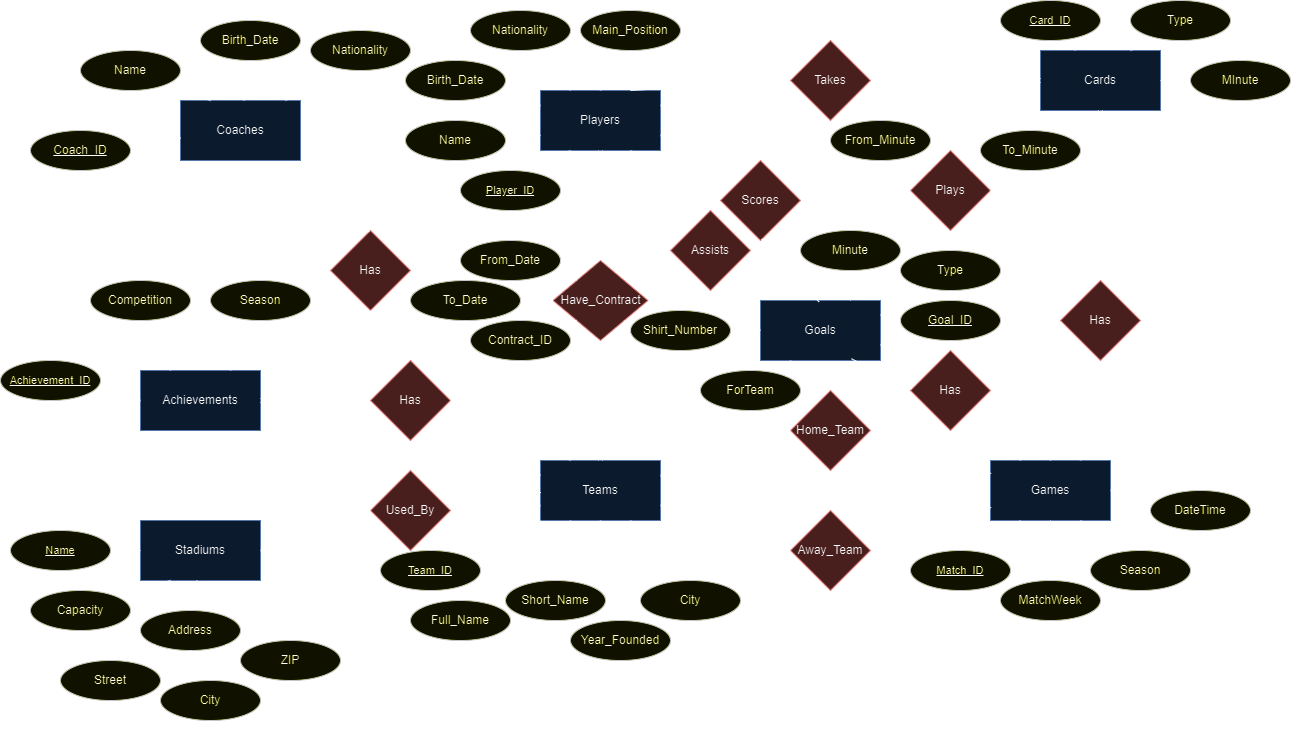 Card_ID
Type
Nationality
Main_Position
Birth_Date
Nationality
Name
Birth_Date
Takes
Cards
MInute
Coaches
Players
Name
From_Minute
To_Minute
Coach_ID
Player_ID
Plays
Scores
Assists
Minute
From_Date
Has
Type
Competition
Season
To_Date
Have_Contract
Goal_ID
Has
Contract_ID
Shirt_Number
Goals
Achievement_ID
ForTeam
Has
Achievements
Has
Home_Team
Teams
Games
Used_By
DateTime
Name
Stadiums
Away_Team
Team_ID
Match_ID
Season
Capacity
Short_Name
City
MatchWeek
Address
Full_Name
Year_Founded
ZIP
Street
City